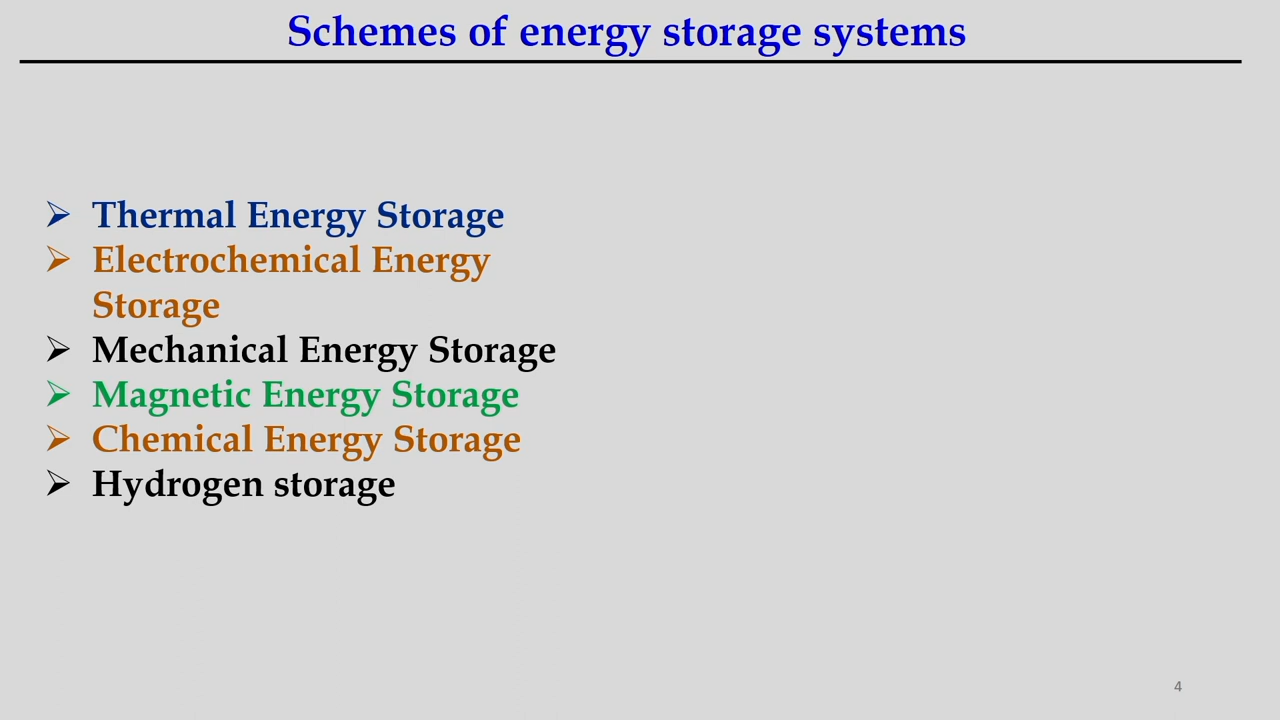 Schemes of energy storage systems
➢ Thermal Energy Storage
➢ Electrochemical Energy
Storage
➢ Mechanical Energy Storage
➢ Magnetic Energy Storage
➢ Chemical Energy Storage
➢ Hydrogen storage
4